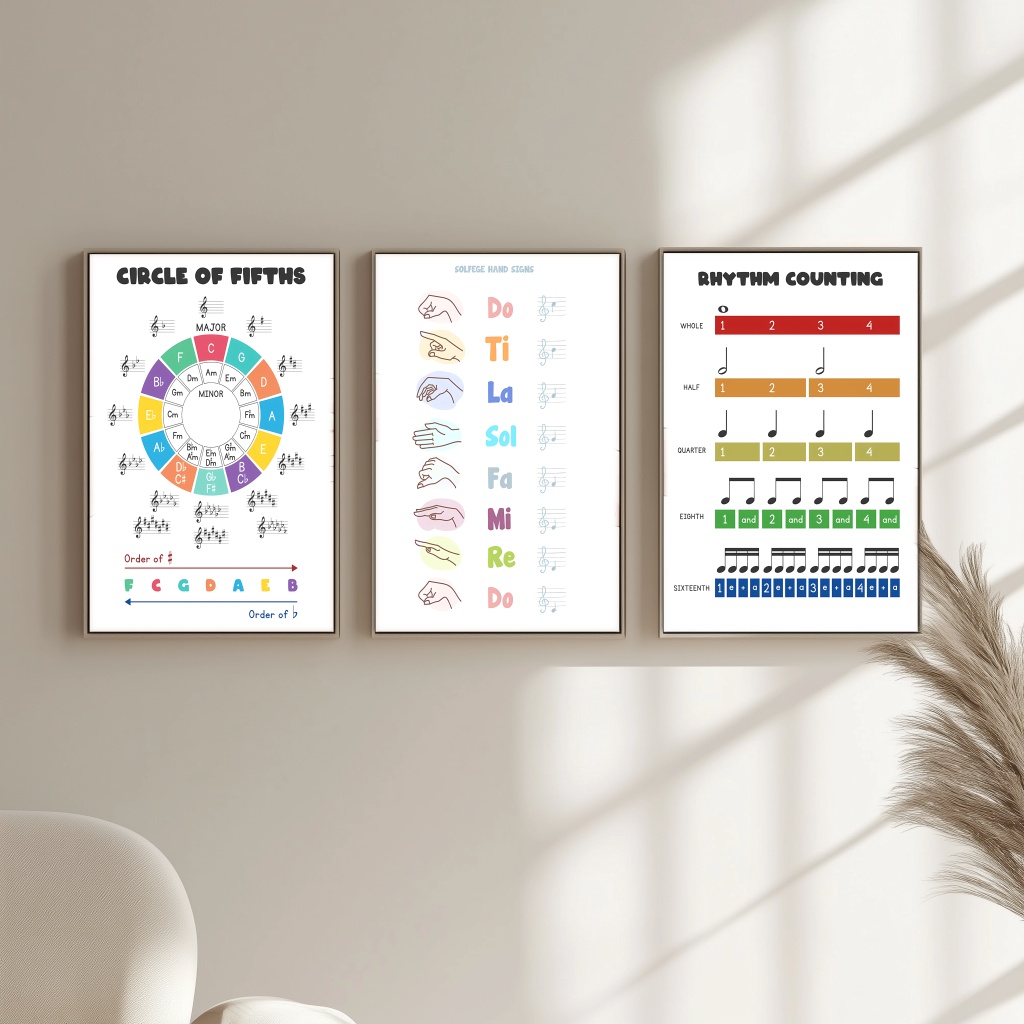 CIRCLE OF FIFTHS
MAJOR
F C G
B♭ Dm Am Em D
Gm MINOR Bm
E♭ Cm F♯m A
A♭ Fm C♯m E
D♭ C♯ B♭m A♯m E♭m D♯m G♯m A♭m B C♭
G♭ F♯
Order of ♯
F C G D A E B
Order of ♭
SOLFEGE HAND SIGNS
Do
Ti
La
Sol
Fa
Mi
Re
Do
RHYTHM COUNTING
WHOLE 1 2 3 4
HALF 1 2 3 4
QUARTER 1 2 3 4
EIGHTH 1 and 2 and 3 and 4 and
SIXTEENTH 1 e + a 2 e + a 3 e + a 4 e + a